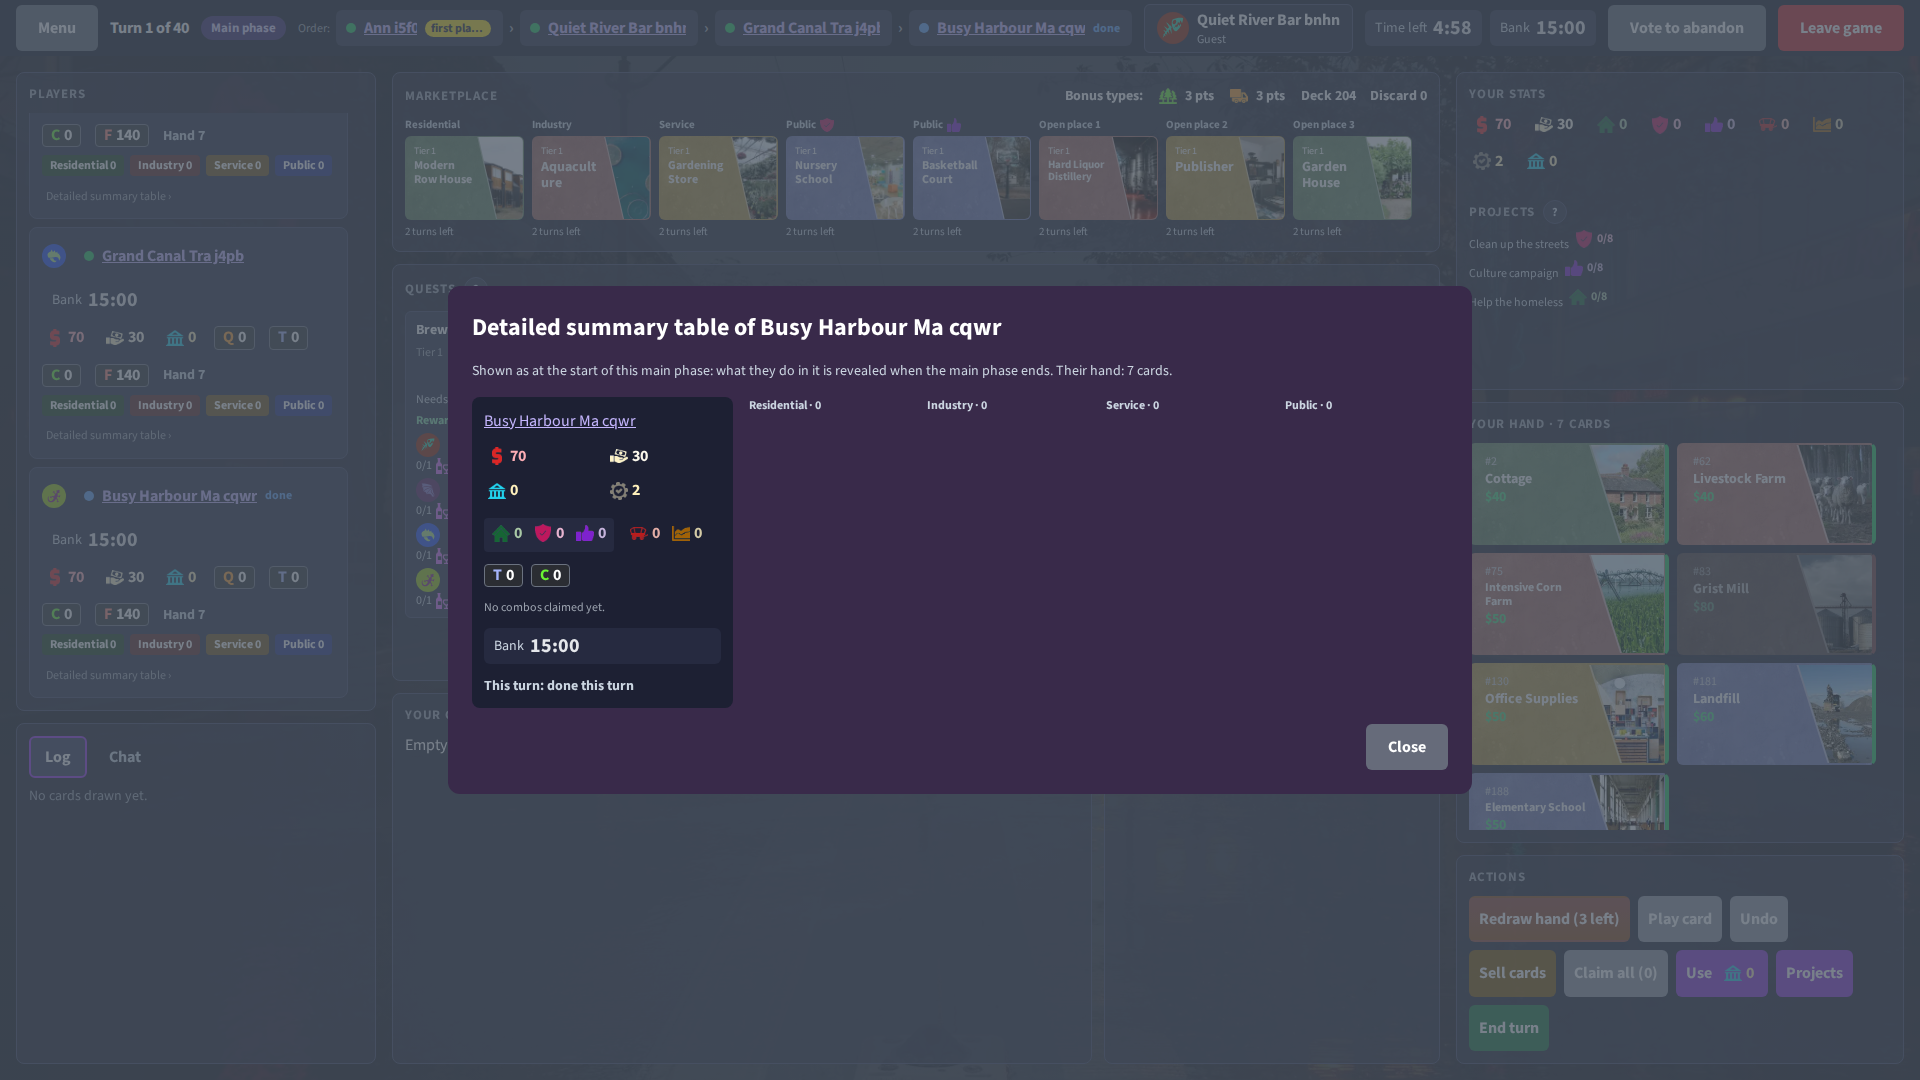 Menu
Turn 1 of 40
Main phase
Order:
Ann i5f0
first pla...
›
Quiet River Bar bnhn
›
Grand Canal Tra j4pb
›
Busy Harbour Ma cqw
done
Quiet River Bar bnhn
Guest
Time left 4:58
Bank 15:00
Vote to abandon
Leave game
PLAYERS
C 0
F 140
Hand 7
Residential 0
Industry 0
Service 0
Public 0
Detailed summary table ›
Grand Canal Tra j4pb
Bank 15:00
70
30
0
Q 0
T 0
C 0
F 140
Hand 7
Residential 0
Industry 0
Service 0
Public 0
Detailed summary table ›
Busy Harbour Ma cqwr
done
Bank 15:00
70
30
0
Q 0
T 0
C 0
F 140
Hand 7
Residential 0
Industry 0
Service 0
Public 0
Detailed summary table ›
Log
Chat
No cards drawn yet.
MARKETPLACE
Bonus types:
3 pts
3 pts
Deck 204
Discard 0
Residential
Tier 1
Modern
Row House
2 turns left
Industry
Tier 1
Aquacult
ure
2 turns left
Service
Tier 1
Gardening
Store
2 turns left
Public
Tier 1
Nursery
School
2 turns left
Public
Tier 1
Basketball
Court
2 turns left
Open place 1
Tier 1
Hard Liquor
Distillery
2 turns left
Open place 2
Tier 1
Publisher
2 turns left
Open place 3
Tier 1
Garden
House
2 turns left
QUESTS
Brew
Tier 1
Needs
Rewar
0/1
0/1
0/1
0/1
YOUR
Empty
Detailed summary table of Busy Harbour Ma cqwr
Shown as at the start of this main phase: what they do in it is revealed when the main phase ends. Their hand: 7 cards.
Busy Harbour Ma cqwr
70
30
0
2
0
0
0
0
0
T 0
C 0
No combos claimed yet.
Bank 15:00
This turn: done this turn
Residential · 0
Industry · 0
Service · 0
Public · 0
Close
YOUR STATS
70
30
0
0
0
0
0
2
0
PROJECTS
?
Clean up the streets 0/8
Culture campaign 0/8
Help the homeless 0/8
YOUR HAND · 7 CARDS
#2
Cottage
$40
#62
Livestock Farm
$40
#75
Intensive Corn
Farm
$50
#83
Grist Mill
$80
#130
Office Supplies
#181
Landfill
$60
#188
Elementary School
$50
ACTIONS
Redraw hand (3 left)
Play card
Undo
Sell cards
Claim all (0)
Use 0
Projects
End turn